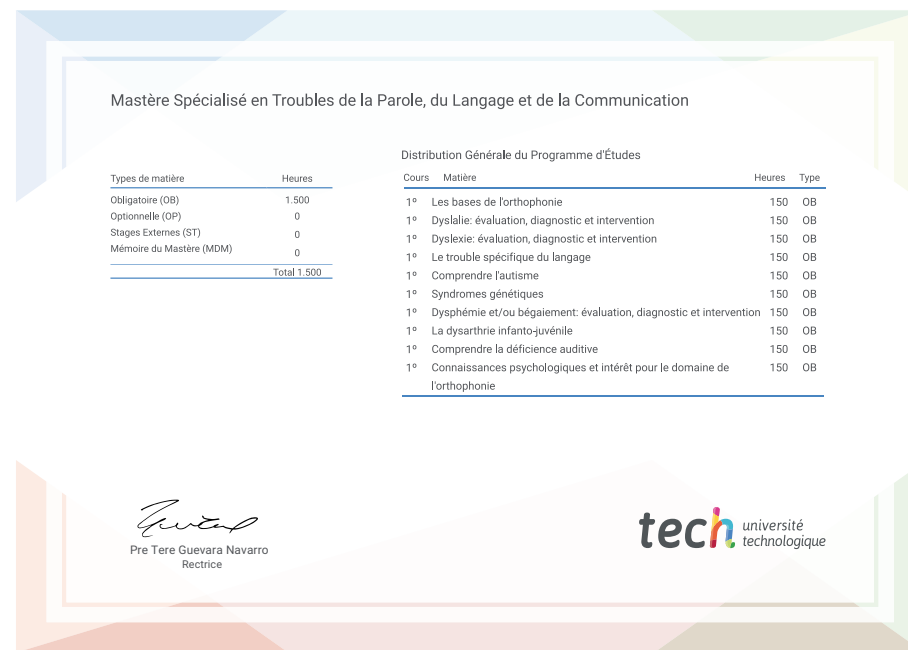 Mastère Spécialisé en Troubles de la Parole, du Langage et de la Communication
Types de matière Heures
Obligatoire (OB) 1.500
Optionnelle (OP) 0
Stages Externes (ST) 0
Mémoire du Mastère (MDM) 0
Total 1.500
Distribution Générale du Programme d'Études
Cours Matière Heures Type
1º Les bases de l'orthophonie 150 OB
1º Dyslalie: évaluation, diagnostic et intervention 150 OB
1º Dyslexie: évaluation, diagnostic et intervention 150 OB
1º Le trouble spécifique du langage 150 OB
1º Comprendre l'autisme 150 OB
1º Syndromes génétiques 150 OB
1º Dysphémie et/ou bégaiement: évaluation, diagnostic et intervention 150 OB
1º La dysarthrie infanto-juvénile 150 OB
1º Comprendre la déficience auditive 150 OB
1º Connaissances psychologiques et intérêt pour le domaine de 150 OB
l'orthophonie
Pre Tere Guevara Navarro
Rectrice
tech université
technologique